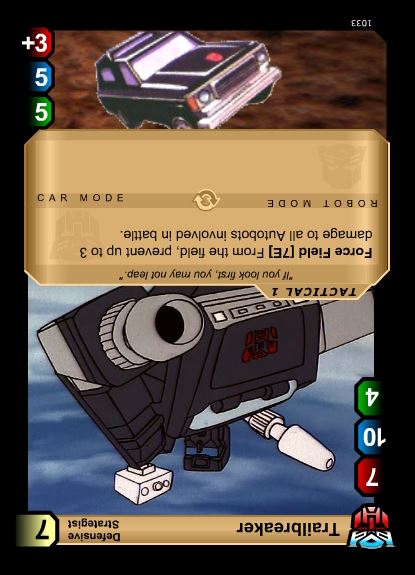 +3
5
5
CAR MODE
3
Trailbreaker
Defensive
Strategist
7
7
10
4
TACTICAL 1
"If you look first, you may not leap."
Force Field [7E] From the field, prevent up to 3
damage to all Autobots involved in battle.
ROBOT MODE
1033